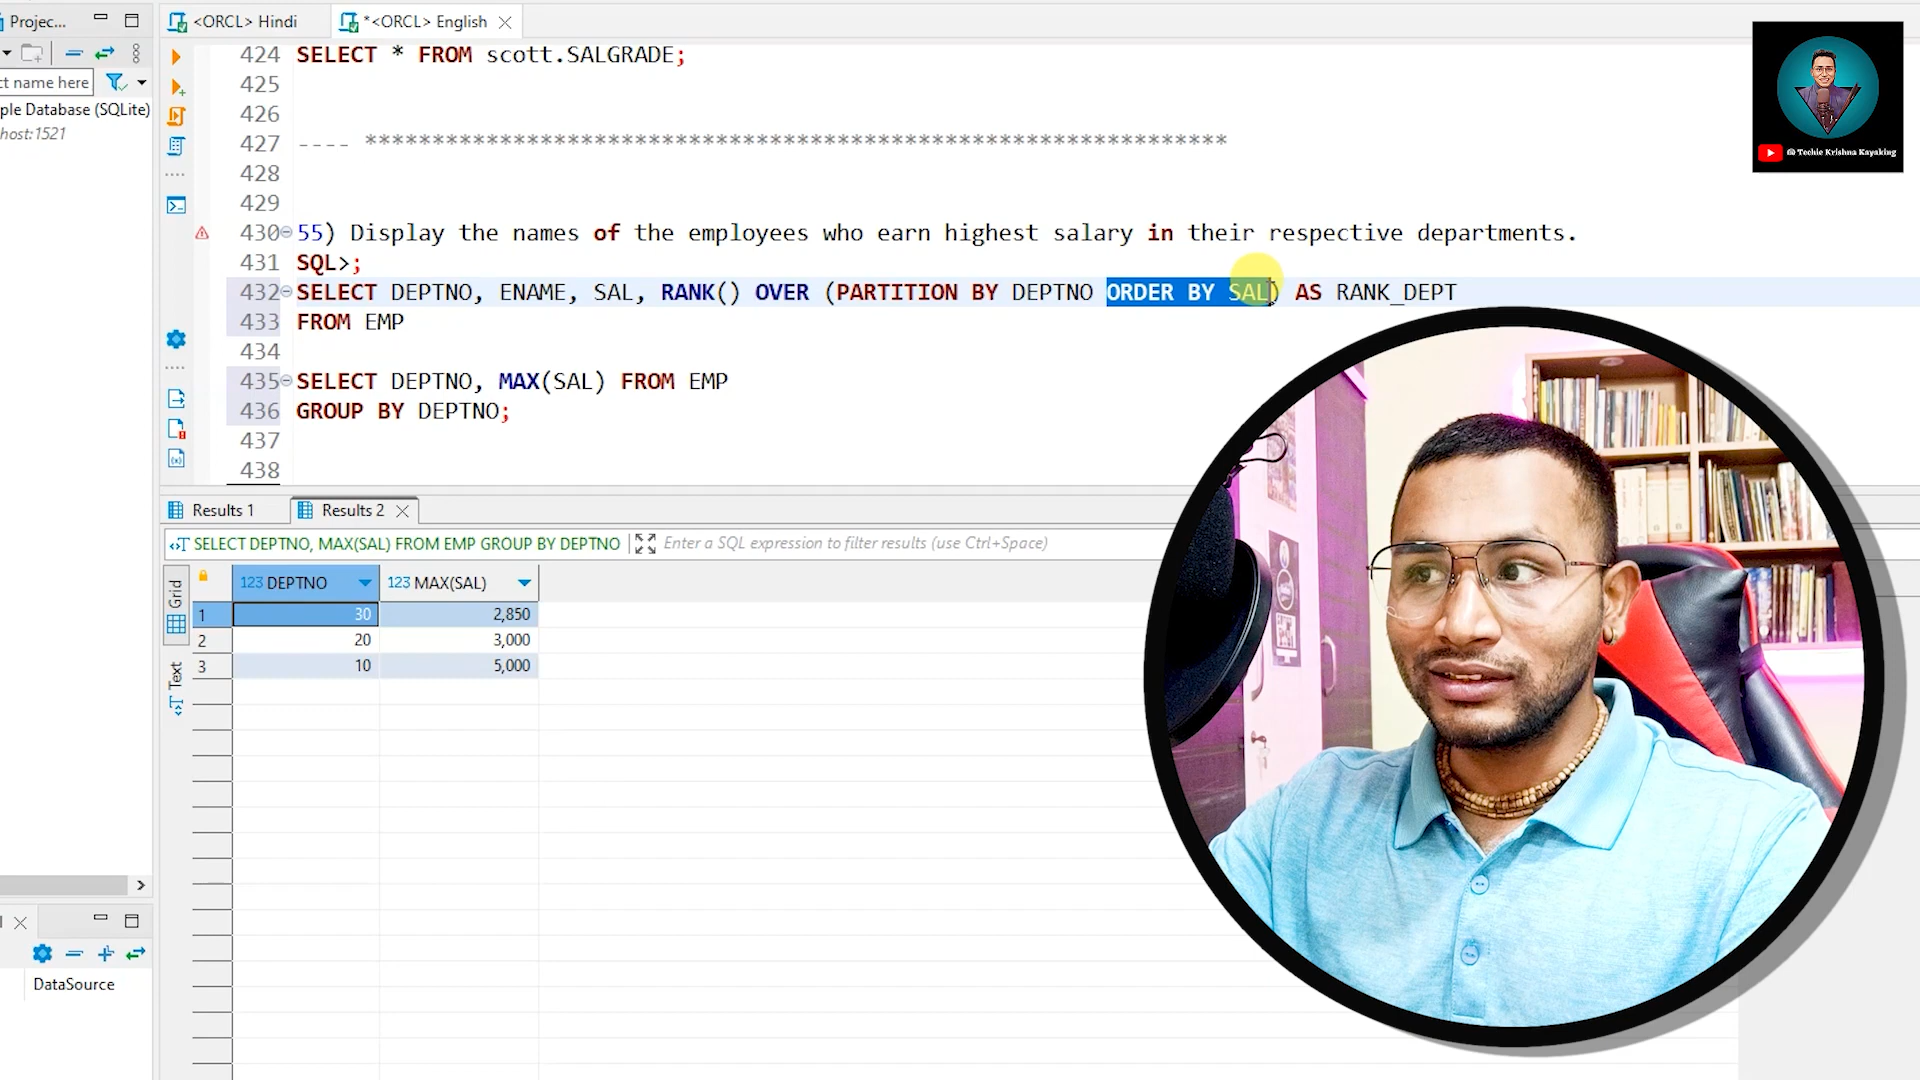 Projec...
<ORCL> Hindi
*<ORCL> English
ct name here
ple Database (SQLite)
host:1521
424 SELECT * FROM scott.SALGRADE;
425
426
427 ---- ****************************************************************
428
429
430 55) Display the names of the employees who earn highest salary in their respective departments.
431 SQL>;
432 SELECT DEPTNO, ENAME, SAL, RANK() OVER (PARTITION BY DEPTNO ORDER BY SAL) AS RANK_DEPT
433 FROM EMP
434
435 SELECT DEPTNO, MAX(SAL) FROM EMP
436 GROUP BY DEPTNO;
437
438
Techie Krishna Kayaking
Results 1
Results 2
SELECT DEPTNO, MAX(SAL) FROM EMP GROUP BY DEPTNO
Enter a SQL expression to filter results (use Ctrl+Space)
Grid
Text
123 DEPTNO 123 MAX(SAL)
1 30 2,850
2 20 3,000
3 10 5,000
DataSource